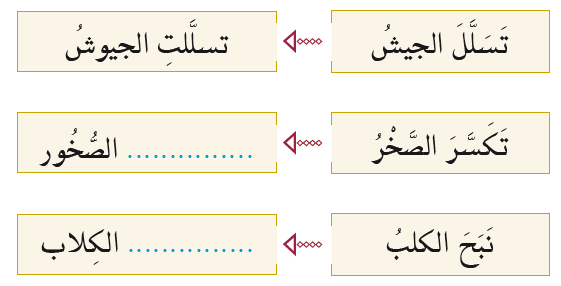 تَسَلَّلَ الجيشُ
تسلَّلتِ الجيوشُ
تَكَسَّرَ الصَّخْرُ
............... الصُّخُور
نَبَحَ الكلبُ
............... الكِلاب